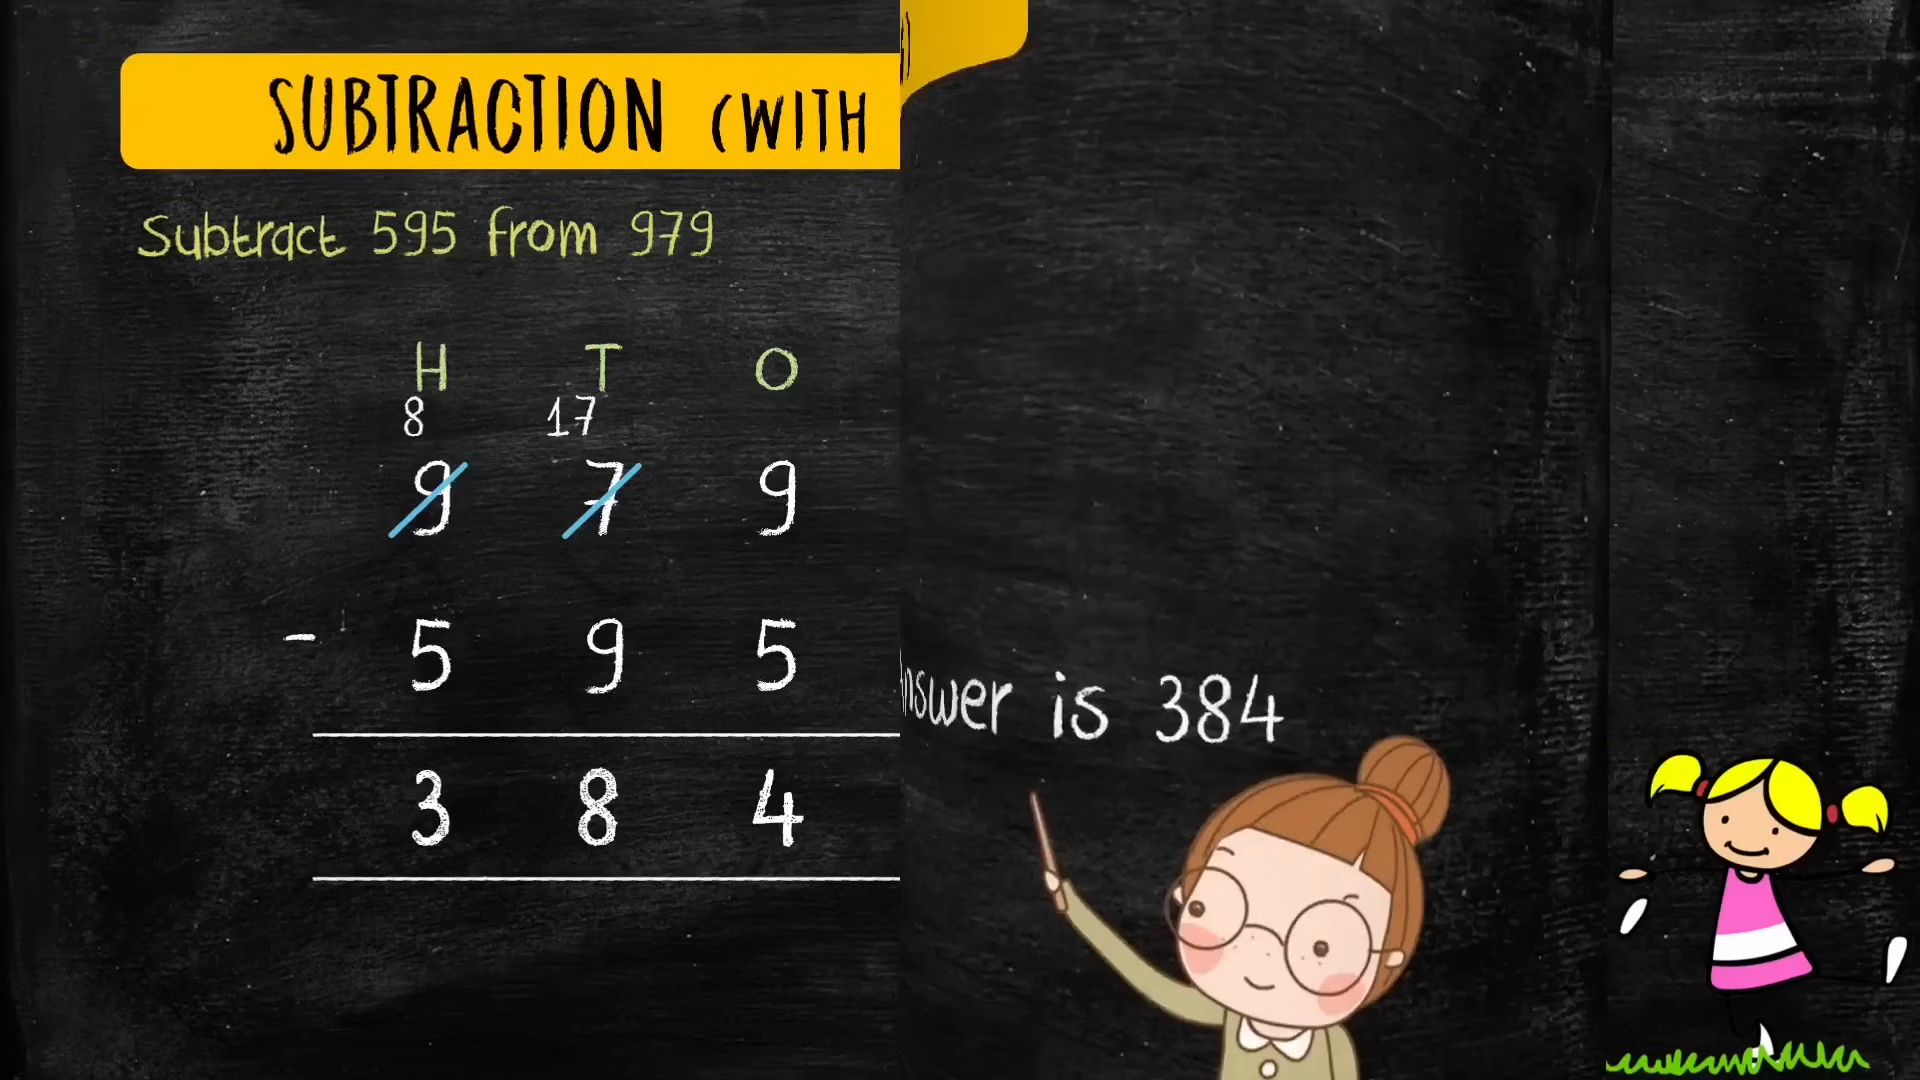 SUBTRACTION (WITH
Subtract 595 from 979
H T O
8 17
9 7 9
- 5 9 5
3 8 4
answer is 384